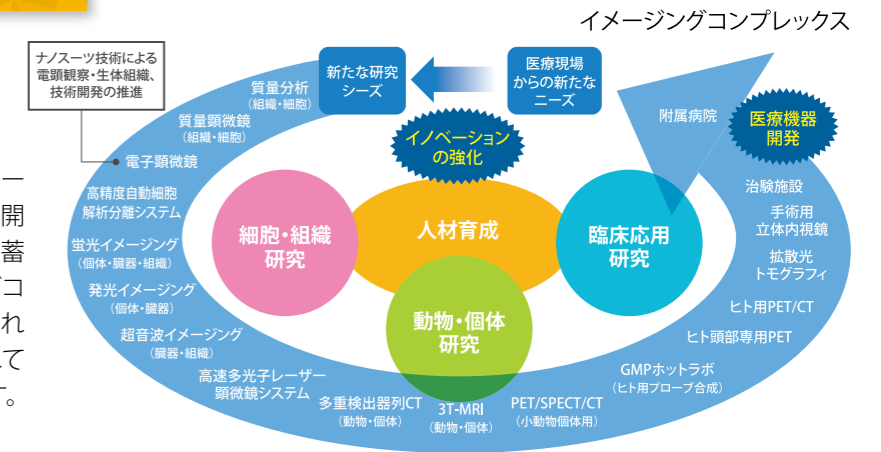 イメージングコンプレックス
ナノスーツ技術による
電顕観察・生体組織、
技術開発の推進
新たな研究
シーズ
医療現場
からの新たな
ニーズ
イノベーション
の強化
附属病院
医療機器
開発
質量分析
(組織・細胞)
質量顕微鏡
(組織・細胞)
電子顕微鏡
高精度自動細胞
解析分離システム
蛍光イメージング
(個体・臓器・組織)
発光イメージング
(個体・臓器)
超音波イメージング
(臓器・組織)
高速多光子レーザー
顕微鏡システム
多重検出器列CT
(動物・個体)
3T-MRI
(動物・個体)
PET/SPECT/CT
(小動物個体用)
GMPホットラボ
(ヒト用プローブ合成)
ヒト頭部専用PET
ヒト用PET/CT
拡散光
トモグラフィ
手術用
立体内視鏡
治験施設
細胞・組織
研究
人材育成
臨床応用
研究
動物・個体
研究
ー
開
蓄
コ
れ
て
。